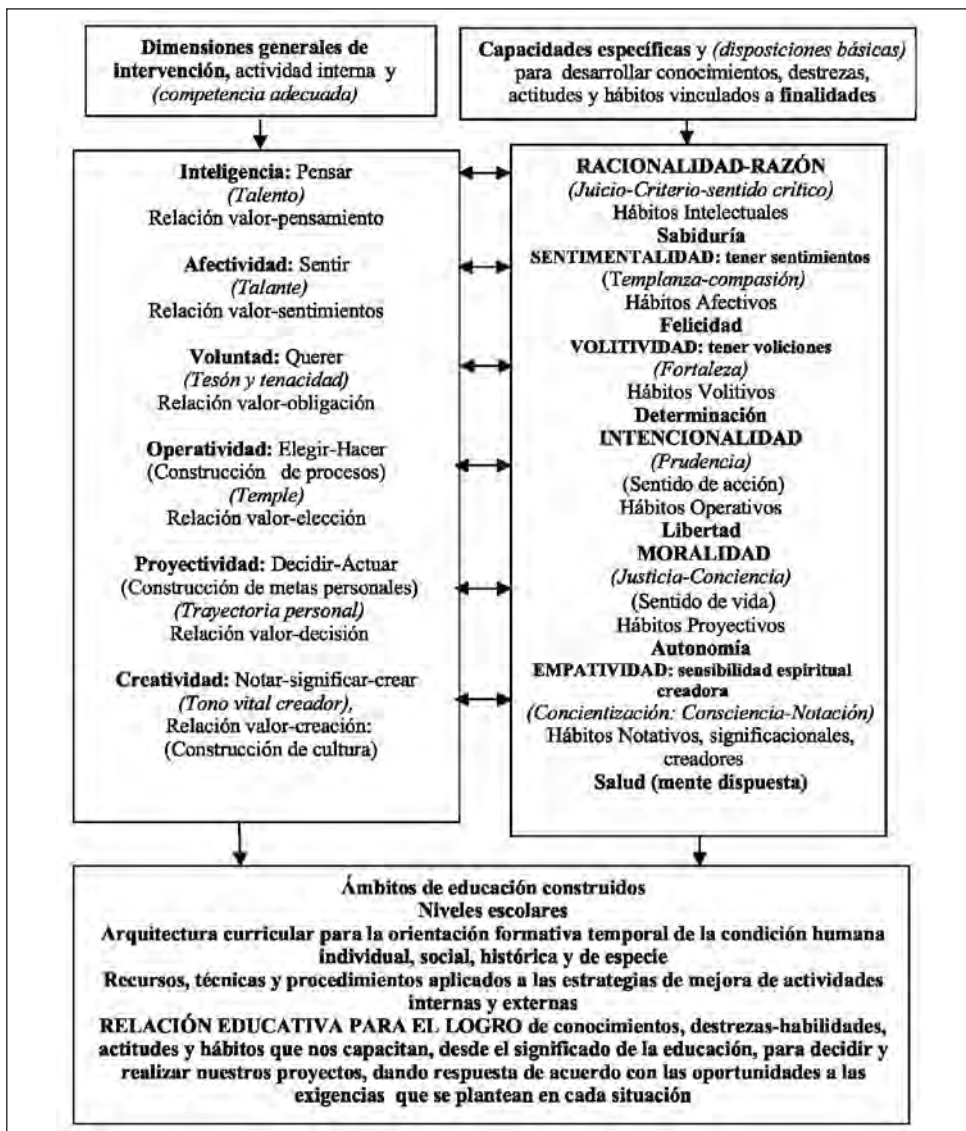 Dimensiones generales de
intervención, actividad interna y
(competencia adecuada)
Capacidades específicas y (disposiciones básicas)
para desarrollar conocimientos, destrezas,
actitudes y hábitos vinculados a finalidades
Inteligencia: Pensar
(Talento)
Relación valor-pensamiento
Afectividad: Sentir
(Talante)
Relación valor-sentimientos
Voluntad: Querer
(Tesón y tenacidad)
Relación valor-obligación
Operatividad: Elegir-Hacer
(Construcción de procesos)
(Temple)
Relación valor-elección
Proyectividad: Decidir-Actuar
(Construcción de metas personales)
(Trayectoria personal)
Relación valor-decisión
Creatividad: Notar-significar-crear
(Tono vital creador),
Relación valor-creación:
(Construcción de cultura)
RACIONALIDAD-RAZÓN
(Juicio-Criterio-sentido crítico)
Hábitos Intelectuales
Sabiduría
SENTIMENTALIDAD: tener sentimientos
(Templanza-compasión)
Hábitos Afectivos
Felicidad
VOLITIVIDAD: tener voliciones
(Fortaleza)
Hábitos Volitivos
Determinación
INTENCIONALIDAD
(Prudencia)
(Sentido de acción)
Hábitos Operativos
Libertad
MORALIDAD
(Justicia-Conciencia)
(Sentido de vida)
Hábitos Proyectivos
Autonomía
EMPATIVIDAD: sensibilidad espiritual
creadora
(Concientización: Consciencia-Notación)
Hábitos Notativos, significacionales,
creadores
Salud (mente dispuesta)
Ámbitos de educación construidos
Niveles escolares
Arquitectura curricular para la orientación formativa temporal de la condición humana
individual, social, histórica y de especie
Recursos, técnicas y procedimientos aplicados a las estrategias de mejora de actividades
internas y externas
RELACIÓN EDUCATIVA PARA EL LOGRO de conocimientos, destrezas-habilidades,
actitudes y hábitos que nos capacitan, desde el significado de la educación, para decidir y
realizar nuestros proyectos, dando respuesta de acuerdo con las oportunidades a las
exigencias que se plantean en cada situación